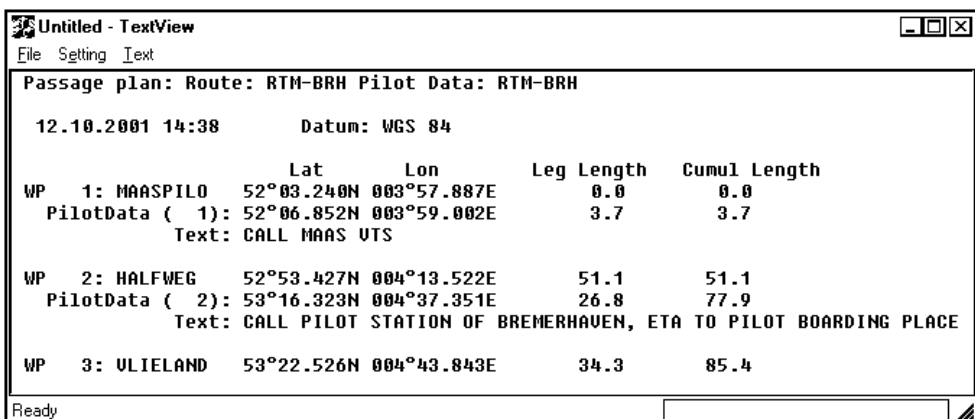 Untitled - TextView
File Setting Text
Passage plan: Route: RTM-BRH Pilot Data: RTM-BRH
12.10.2001 14:38 Datum: WGS 84
Lat Lon Leg Length Cumul Length
WP 1: MAASPILO 52°03.240N 003°57.887E 0.0 0.0
PilotData ( 1): 52°06.852N 003°59.002E 3.7 3.7
Text: CALL MAAS VTS
WP 2: HALFWEG 52°53.427N 004°13.522E 51.1 51.1
PilotData ( 2): 53°16.323N 004°37.351E 26.8 77.9
Text: CALL PILOT STATION OF BREMERHAVEN, ETA TO PILOT BOARDING PLACE
WP 3: VLIELAND 53°22.526N 004°43.843E 34.3 85.4
Ready